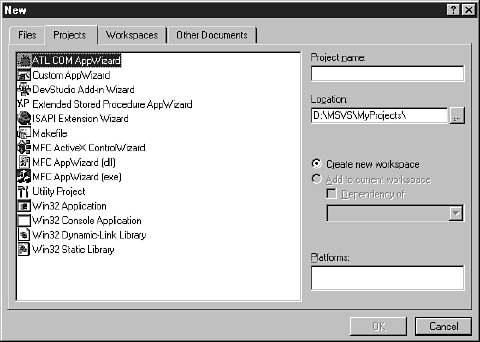 New
Files
Projects
Workspaces
Other Documents
ATL COM AppWizard
Custom AppWizard
DevStudio Add-in Wizard
Extended Stored Procedure AppWizard
ISAPI Extension Wizard
Makefile
MFC ActiveX ControlWizard
MFC AppWizard (dll)
MFC AppWizard (exe)
Utility Project
Win32 Application
Win32 Console Application
Win32 Dynamic-Link Library
Win32 Static Library
Project name:
Location:
D:\MSVS\MyProjects\
...
Create new workspace
Add to current workspace
Dependency of
Platforms:
OK
Cancel